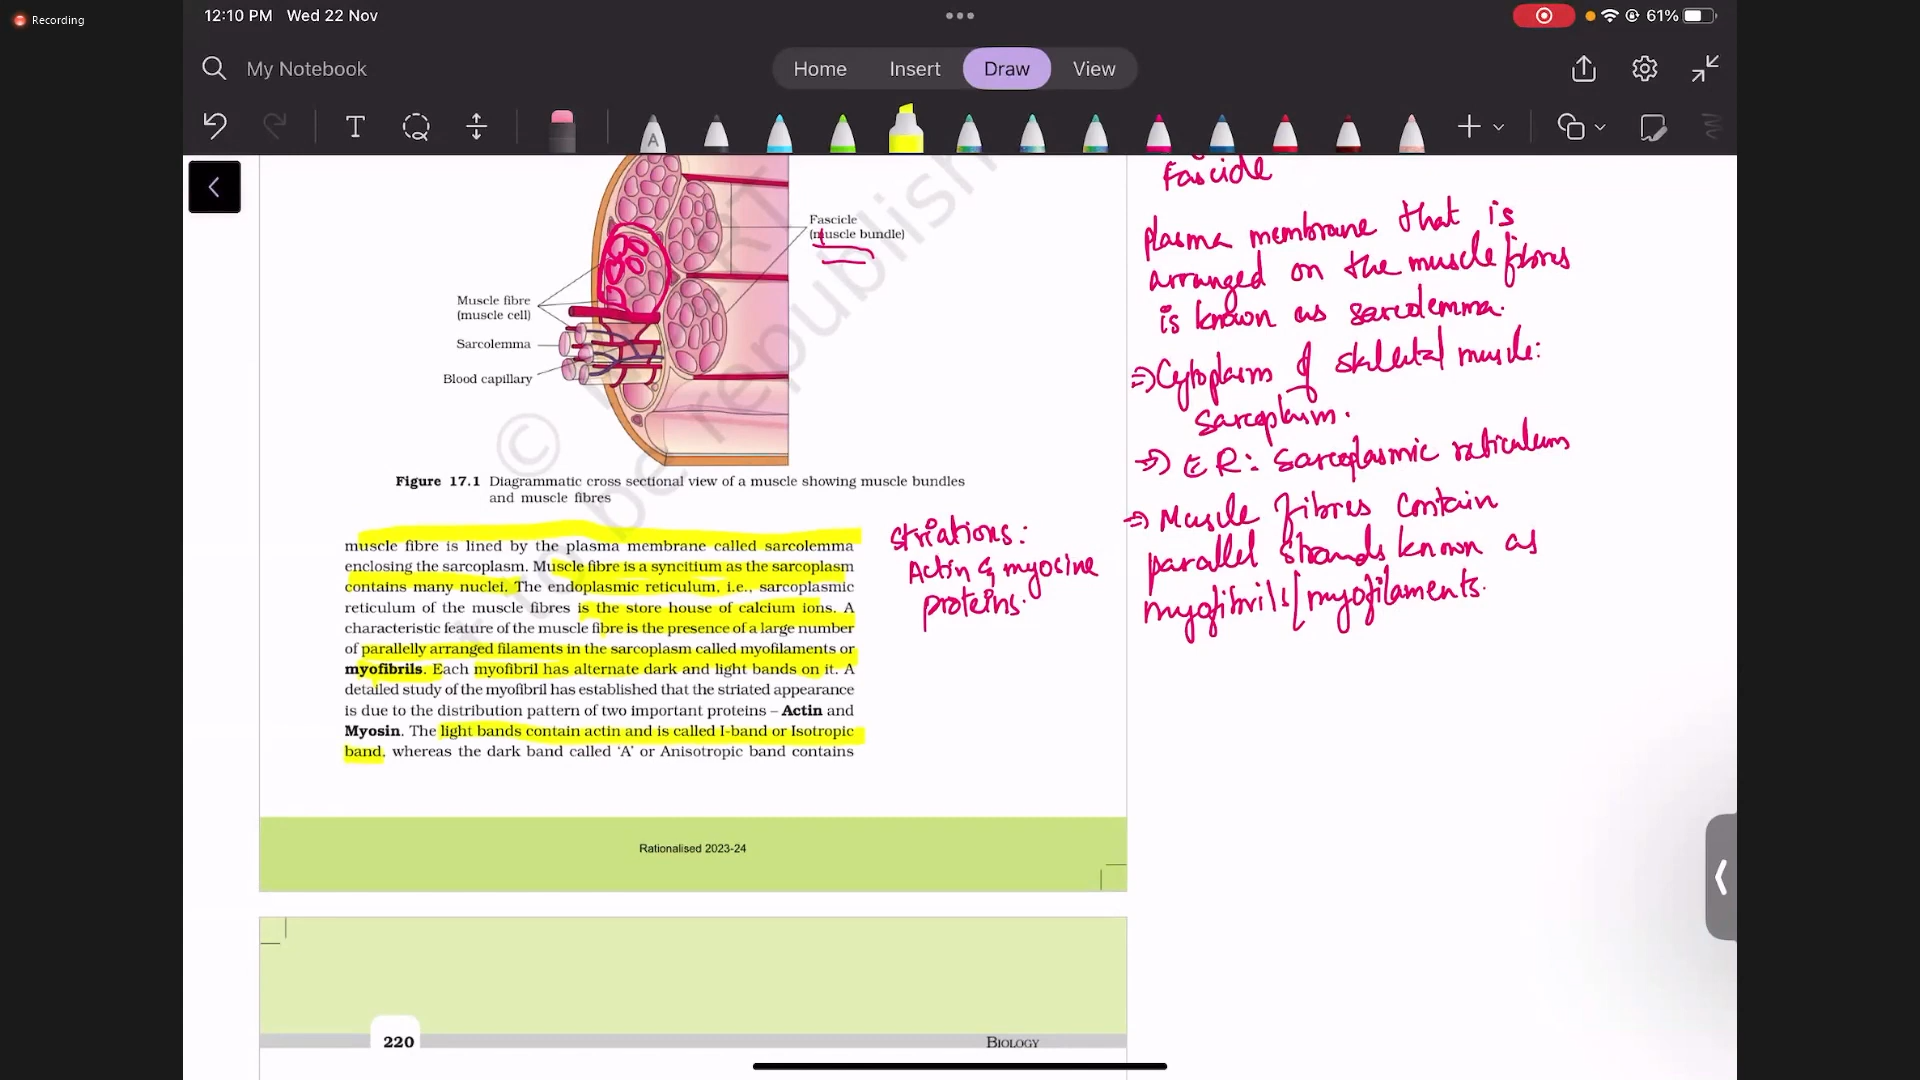 Recording
12:10 PM Wed 22 Nov
61%
My Notebook
Home Insert Draw View
T
A
Fascicle
(muscle bundle)
Muscle fibre
(muscle cell)
Sarcolemma
Blood capillary
Figure 17.1 Diagrammatic cross sectional view of a muscle showing muscle bundles
and muscle fibres
muscle fibre is lined by the plasma membrane called sarcolemma
enclosing the sarcoplasm. Muscle fibre is a syncitium as the sarcoplasm
contains many nuclei. The endoplasmic reticulum, i.e., sarcoplasmic
reticulum of the muscle fibres is the store house of calcium ions. A
characteristic feature of the muscle fibre is the presence of a large number
of parallelly arranged filaments in the sarcoplasm called myofilaments or
myofibrils. Each myofibril has alternate dark and light bands on it. A
detailed study of the myofibril has established that the striated appearance
is due to the distribution pattern of two important proteins – Actin and
Myosin. The light bands contain actin and is called I-band or Isotropic
band, whereas the dark band called 'A' or Anisotropic band contains
striations:
Actin & myosine
proteins.
Fascicle
plasma membrane that is
arranged on the muscle fibres
is known as sarcolemma.
⇒ Cytoplasm of skeletal muscle:
sarcoplasm.
⇒ ER: Sarcoplasmic reticulum
⇒ Muscle fibres contain
parallel strands known as
myofibrils/myofilaments.
©
to be republish
Rationalised 2023-24
220
BIOLOGY